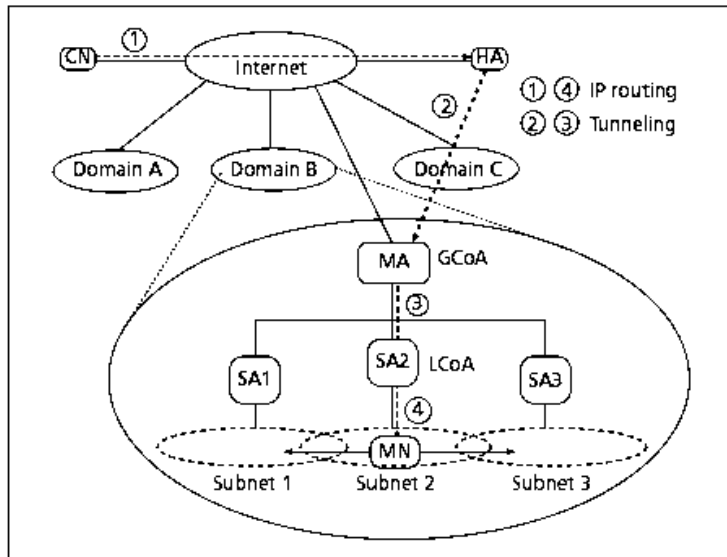 CN
①
HA
Internet
②
① ④ IP routing
② ③ Tunneling
Domain A
Domain B
Domain C
MA
GCoA
③
SA1
SA2
LCoA
SA3
④
MN
Subnet 1
Subnet 2
Subnet 3